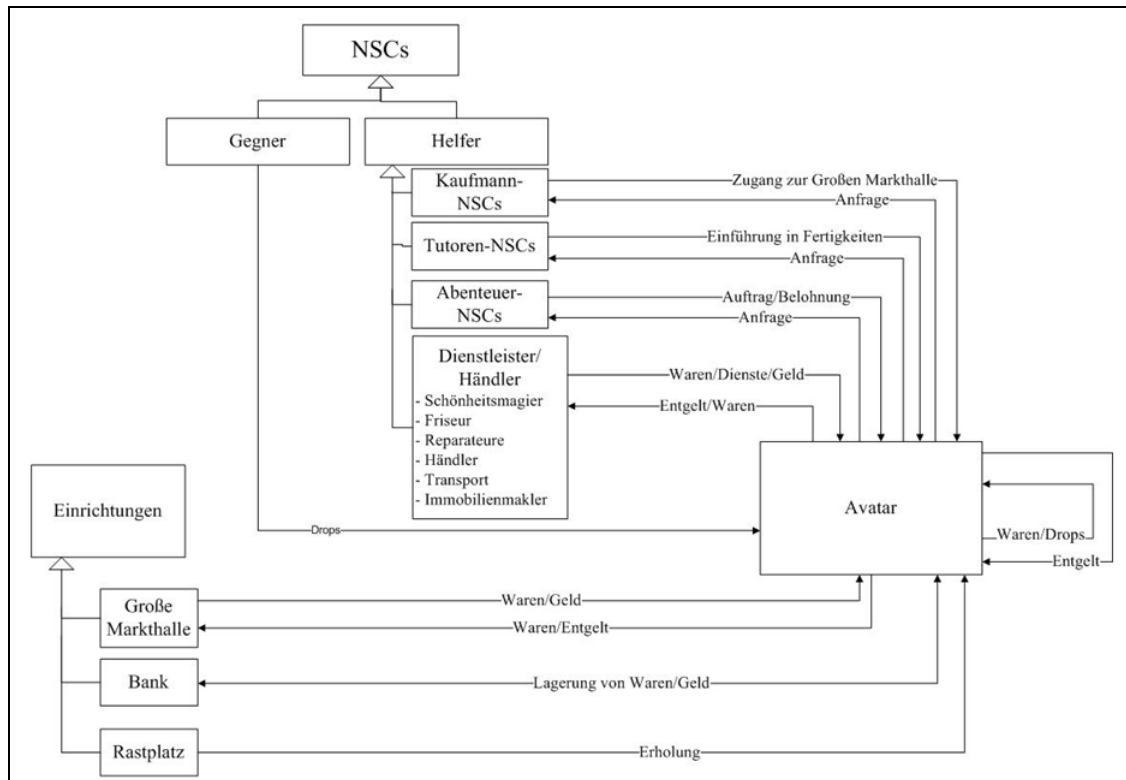 NSCs
Gegner
Helfer
Kaufmann-
NSCs
Zugang zur Großen Markthalle
Anfrage
Tutoren-NSCs
Einführung in Fertigkeiten
Anfrage
Abenteuer-
NSCs
Auftrag/Belohnung
Anfrage
Dienstleister/
Händler
- Schönheitsmagier
- Friseur
- Reparateure
- Händler
- Transport
- Immobilienmakler
Waren/Dienste/Geld
Entgelt/Waren
Einrichtungen
Avatar
Drops
Waren/Drops
Entgelt
Große
Markthalle
Waren/Geld
Waren/Entgelt
Bank
Lagerung von Waren/Geld
Rastplatz
Erholung